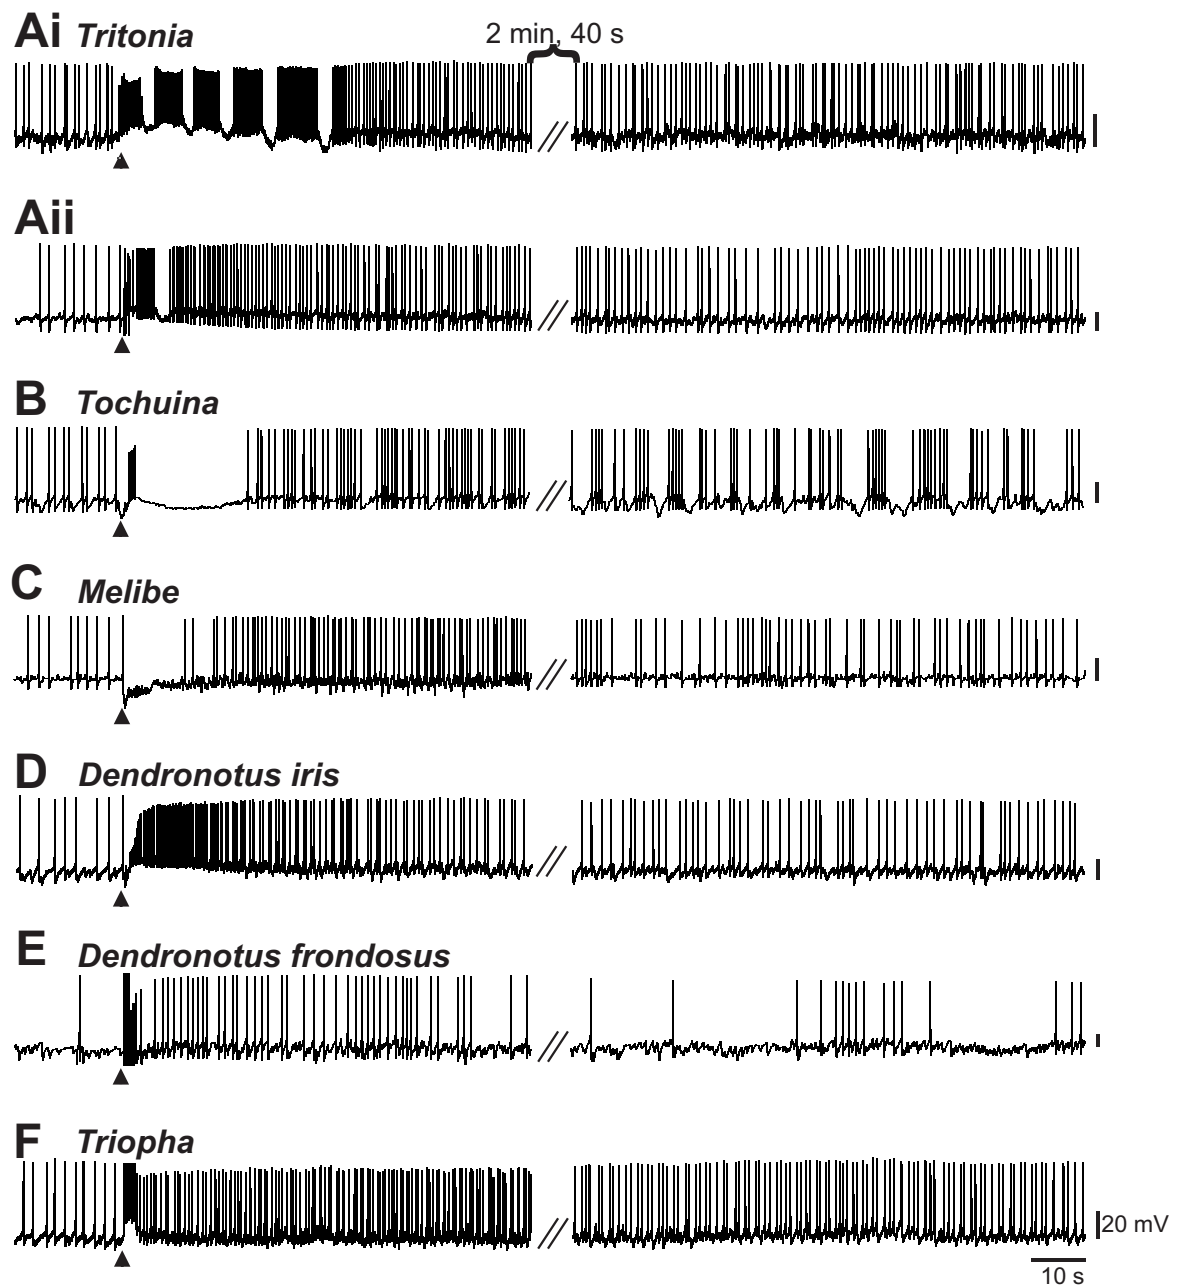 Ai Tritonia
2 min, 40 s
Aii
B Tochuina
C Melibe
D Dendronotus iris
E Dendronotus frondosus
F Triopha
20 mV
10 s